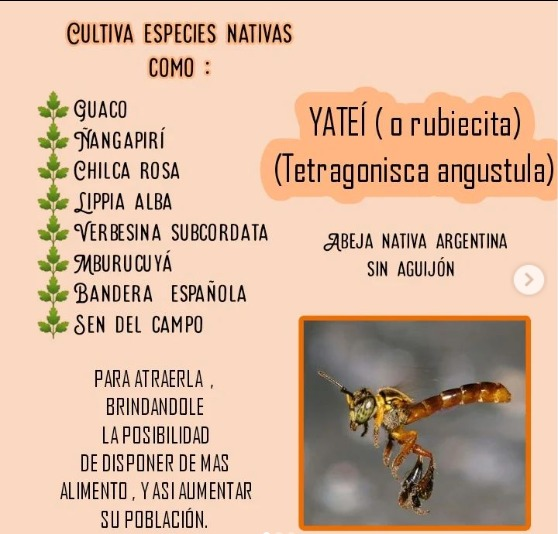 CULTIVA ESPECIES NATIVAS
COMO :
GUACO
ÑANGAPIRÍ
CHILCA ROSA
LIPPIA ALBA
VERBESINA SUBCORDATA
MBURUCUYÁ
BANDERA ESPAÑOLA
SEN DEL CAMPO
PARA ATRAERLA ,
BRINDANDOLE
LA POSIBILIDAD
DE DISPONER DE MAS
ALIMENTO , Y ASI AUMENTAR
SU POBLACIÓN.
YATEÍ ( o rubiecita)
(Tetragonisca angustula)
ABEJA NATIVA ARGENTINA
SIN AGUIJÓN